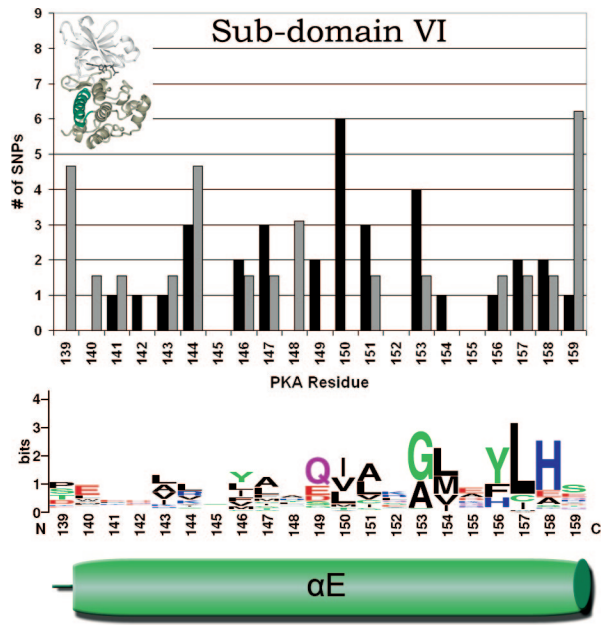 Sub-domain VI
# of SNPs
9
8
7
6
5
4
3
2
1
0
139 140 141 142 143 144 145 146 147 148 149 150 151 152 153 154 155 156 157 158 159
PKA Residue
bits
4
3
2
1
0
Y Q I A G L Y L H
E L A V A M F
N 139 140 141 142 143 144 145 146 147 148 149 150 151 152 153 154 155 156 157 158 159 C
αE